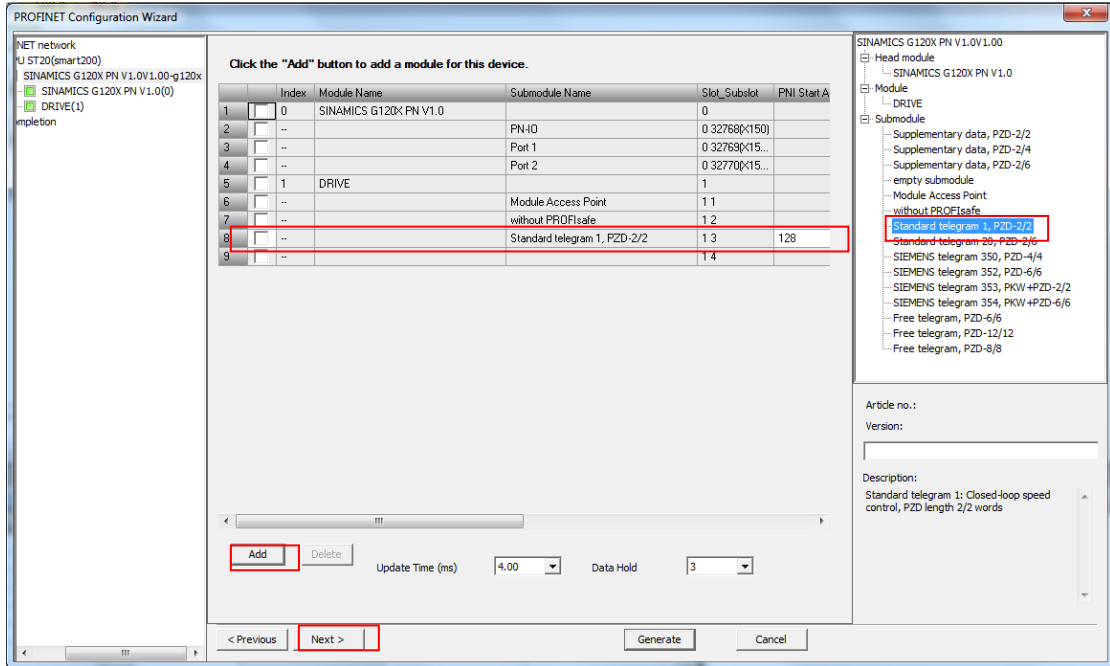 PROFINET Configuration Wizard
NET network
U ST20(smart200)
SINAMICS G120X PN V1.0V1.00-g120x
SINAMICS G120X PN V1.0(0)
DRIVE(1)
mpletion
Click the "Add" button to add a module for this device.
Index Module Name Submodule Name Slot_Subslot PNI Start A
1 0 SINAMICS G120X PN V1.0 0
2 -- PN-IO 0 32768(X150)
3 -- Port 1 0 32769(X15...
4 -- Port 2 0 32770(X15...
5 1 DRIVE 1
6 -- Module Access Point 1 1
7 -- without PROFIsafe 1 2
8 -- Standard telegram 1, PZD-2/2 1 3 128
9 -- 1 4
Add Delete Update Time (ms) 4.00 Data Hold 3
< Previous Next > Generate Cancel
SINAMICS G120X PN V1.0V1.00
Head module
SINAMICS G120X PN V1.0
Module
DRIVE
Submodule
Supplementary data, PZD-2/2
Supplementary data, PZD-2/4
Supplementary data, PZD-2/6
empty submodule
Module Access Point
without PROFIsafe
Standard telegram 1, PZD-2/2
Standard telegram 20, PZD-2/6
SIEMENS telegram 350, PZD-4/4
SIEMENS telegram 352, PZD-6/6
SIEMENS telegram 353, PKW+PZD-2/2
SIEMENS telegram 354, PKW+PZD-6/6
Free telegram, PZD-6/6
Free telegram, PZD-12/12
Free telegram, PZD-8/8
Article no.:
Version:
Description:
Standard telegram 1: Closed-loop speed
control, PZD length 2/2 words